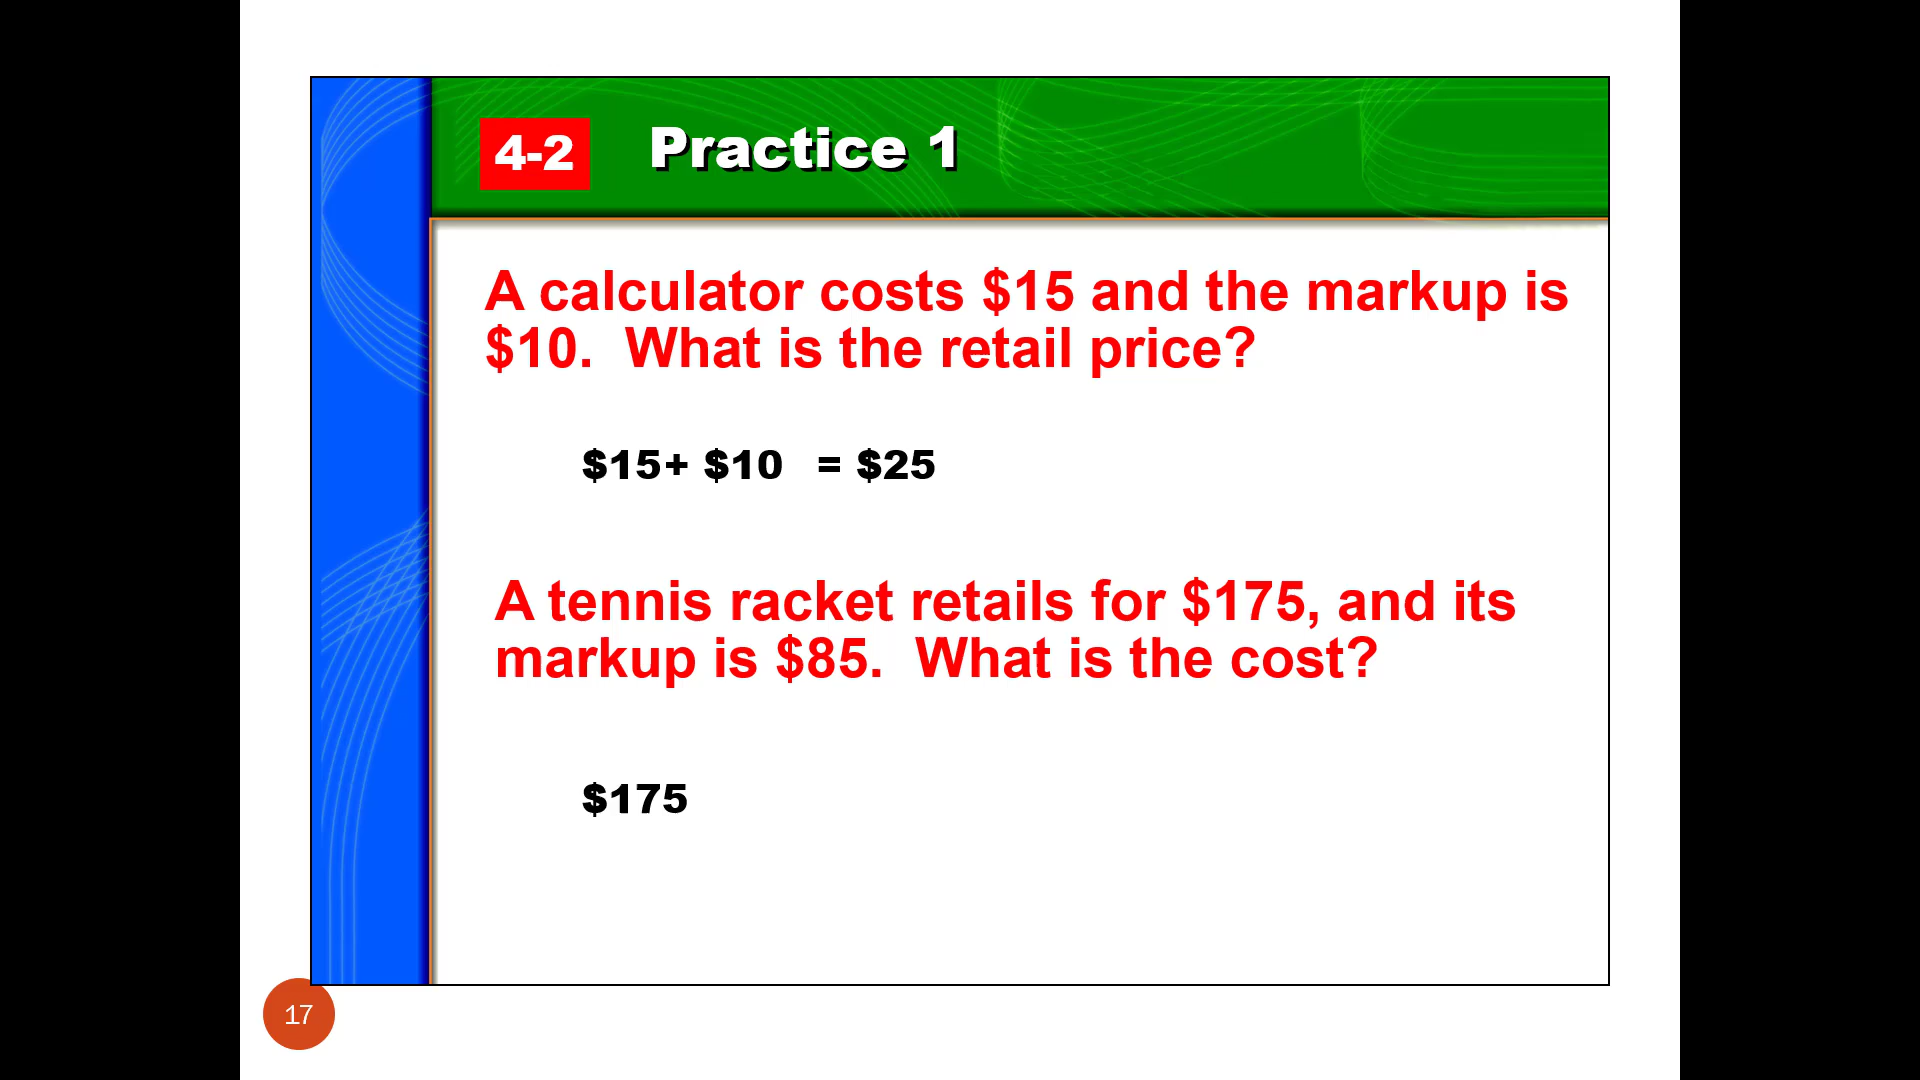 4-2 Practice 1
A calculator costs $15 and the markup is
$10.  What is the retail price?
$15+ $10 = $25
A tennis racket retails for $175, and its
markup is $85.  What is the cost?
$175
17